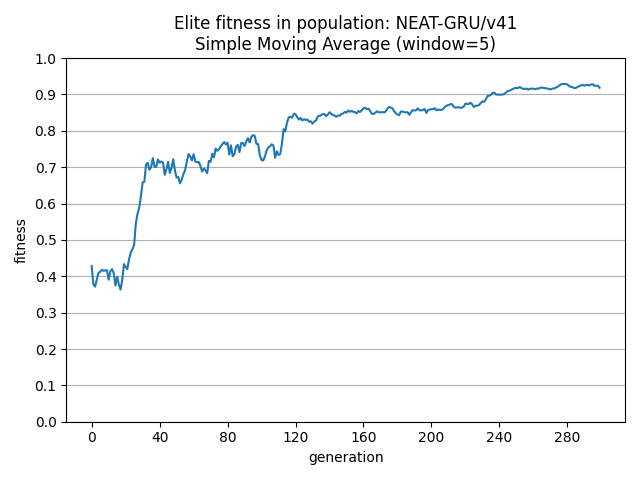 Elite fitness in population: NEAT-GRU/v41
Simple Moving Average (window=5)
1.0
0.9
0.8
0.7
0.6
0.5
0.4
0.3
0.2
0.1
0.0
fitness
0 40 80 120 160 200 240 280
generation